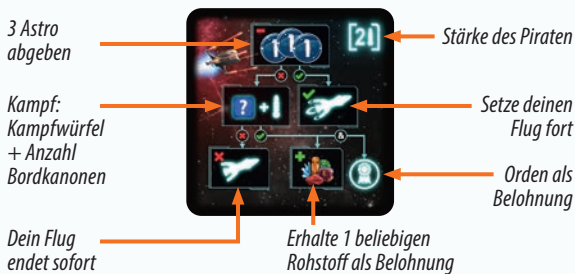 3 Astro
abgeben
[2]
Stärke des Piraten
Kampf:
Kampfwürfel
+ Anzahl
Bordkanonen
? +
Setze deinen
Flug fort
&
Orden als
Belohnung
Dein Flug
endet sofort
Erhalte 1 beliebigen
Rohstoff als Belohnung